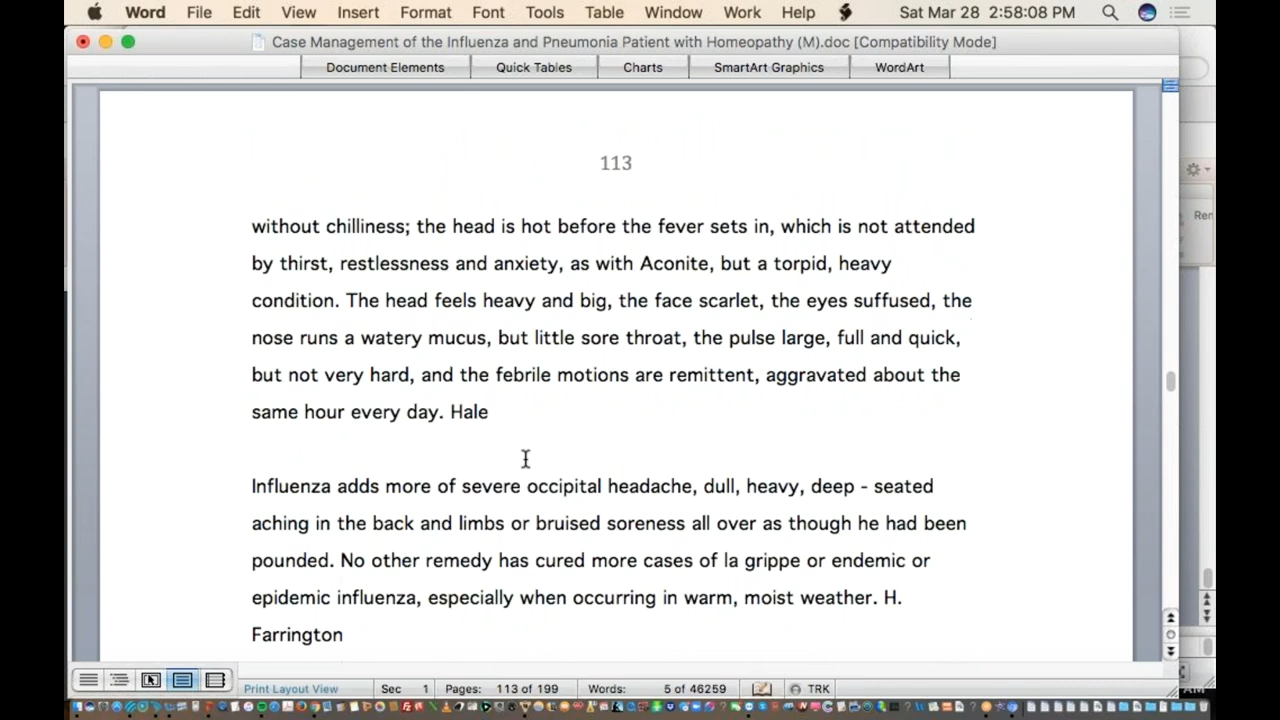 Word File Edit View Insert Format Font Tools Table Window Work Help Sat Mar 28 2:58:08 PM
Case Management of the Influenza and Pneumonia Patient with Homeopathy (M).doc [Compatibility Mode]
Document Elements Quick Tables Charts SmartArt Graphics WordArt
113
without chilliness; the head is hot before the fever sets in, which is not attended
by thirst, restlessness and anxiety, as with Aconite, but a torpid, heavy
condition. The head feels heavy and big, the face scarlet, the eyes suffused, the
nose runs a watery mucus, but little sore throat, the pulse large, full and quick,
but not very hard, and the febrile motions are remittent, aggravated about the
same hour every day. Hale
Influenza adds more of severe occipital headache, dull, heavy, deep - seated
aching in the back and limbs or bruised soreness all over as though he had been
pounded. No other remedy has cured more cases of la grippe or endemic or
epidemic influenza, especially when occurring in warm, moist weather. H.
Farrington
Print Layout View Sec 1 Pages: 113 of 199 Words: 5 of 46259 TRK
Ren
AM